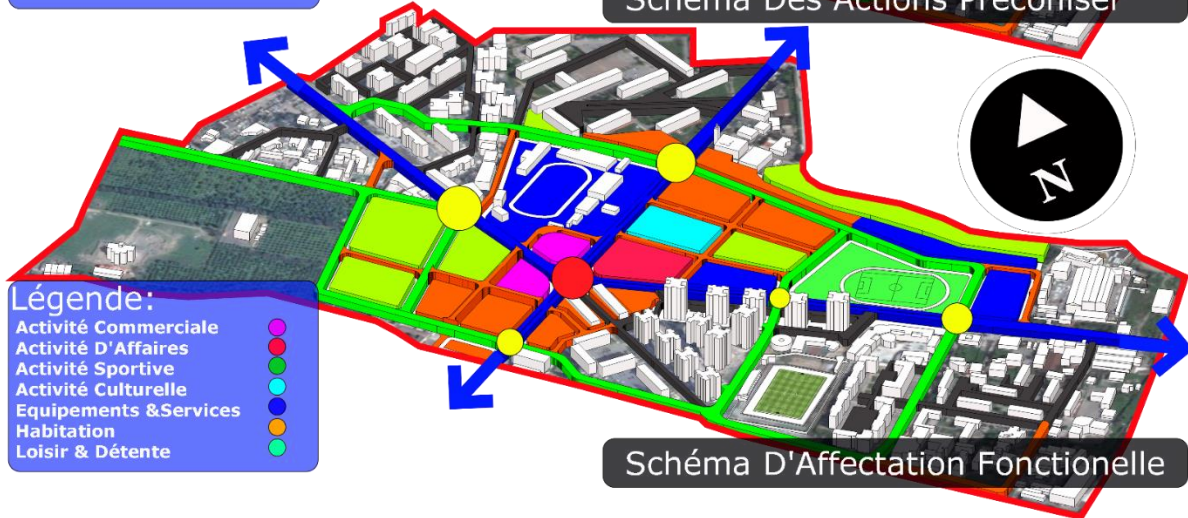 Schéma Des Actions Préconiser
N
Légende:
Activité Commerciale
Activité D'Affaires
Activité Sportive
Activité Culturelle
Equipements &Services
Habitation
Loisir & Détente
Schéma D'Affectation Fonctionelle